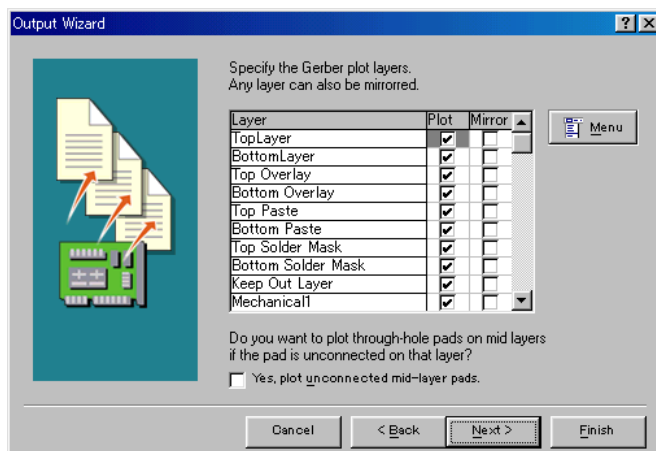 Output Wizard
Specify the Gerber plot layers.
Any layer can also be mirrored.
Layer Plot Mirror
TopLayer
BottomLayer
Top Overlay
Bottom Overlay
Top Paste
Bottom Paste
Top Solder Mask
Bottom Solder Mask
Keep Out Layer
Mechanical1
Menu
Do you want to plot through-hole pads on mid layers
if the pad is unconnected on that layer?
Yes, plot unconnected mid-layer pads.
Cancel < Back Next > Finish